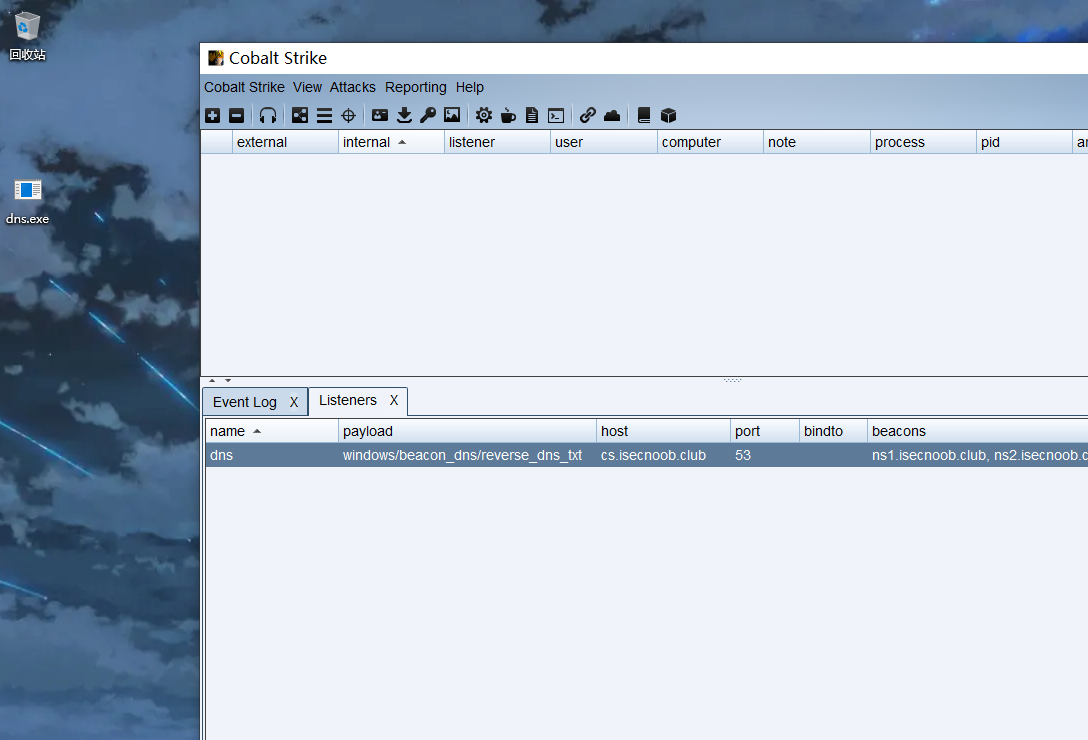 回收站
dns.exe
Cobalt Strike
Cobalt Strike View Attacks Reporting Help
external internal listener user computer note process pid
Event Log X Listeners X
name payload host port bindto beacons
dns windows/beacon_dns/reverse_dns_txt cs.isecnoob.club 53 ns1.isecnoob.club, ns2.isecnoob.c